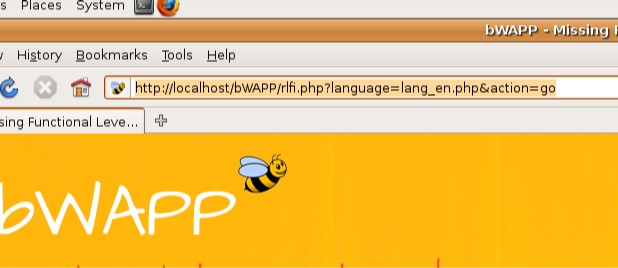 s Places System
bWAPP - Missing F
History Bookmarks Tools Help
http://localhost/bWAPP/rlfi.php?language=lang_en.php&action=go
sing Functional Leve...
bWAPP